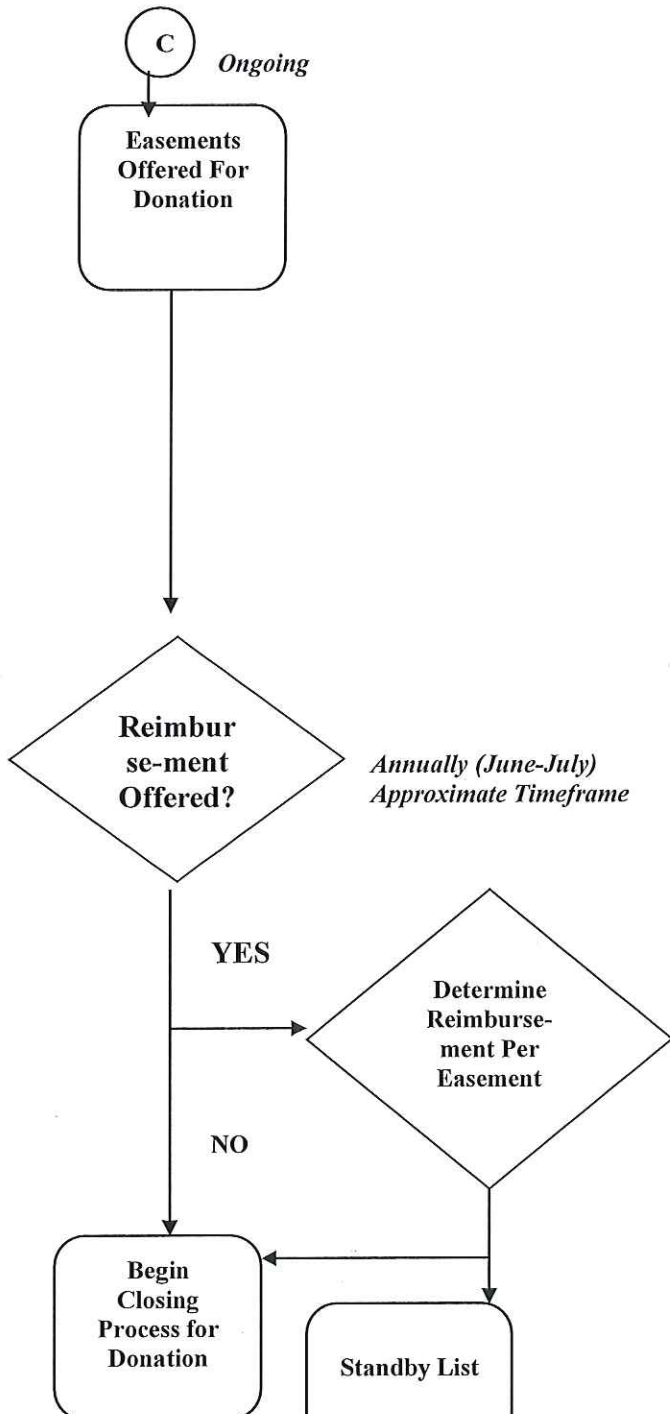 C
Ongoing
Easements
Offered For
Donation
Reimbur
se-ment
Offered?
Annually (June-July)
Approximate Timeframe
YES
Determine
Reimburse-
ment Per
Easement
NO
Begin
Closing
Process for
Donation
Standby List